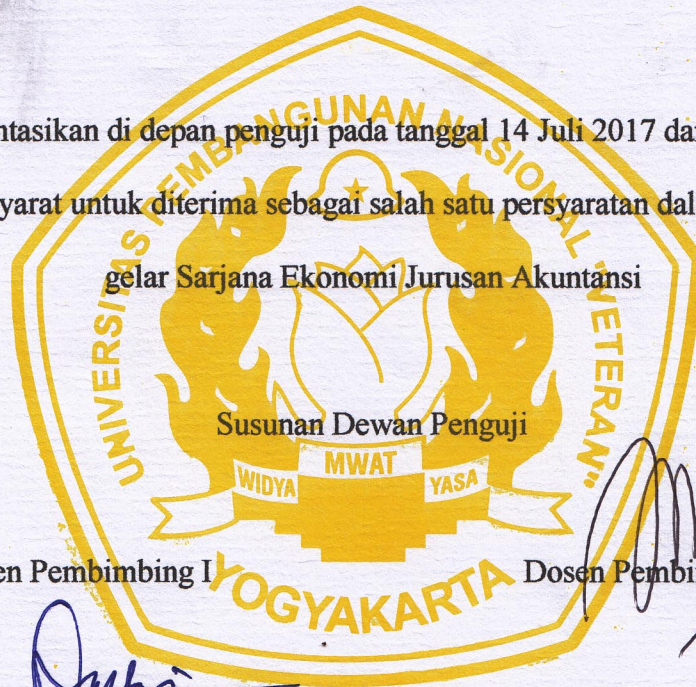 ntasikan di depan penguji pada tanggal 14 Juli 2017 da
yarat untuk diterima sebagai salah satu persyaratan dal
gelar Sarjana Ekonomi Jurusan Akuntansi
Susunan Dewan Penguji
en Pembimbing I Dosen Pembi
UNIVERSITAS PEMBANGUNAN NASIONAL "VETERAN"
WIDYA MWAT YASA
YOGYAKARTA